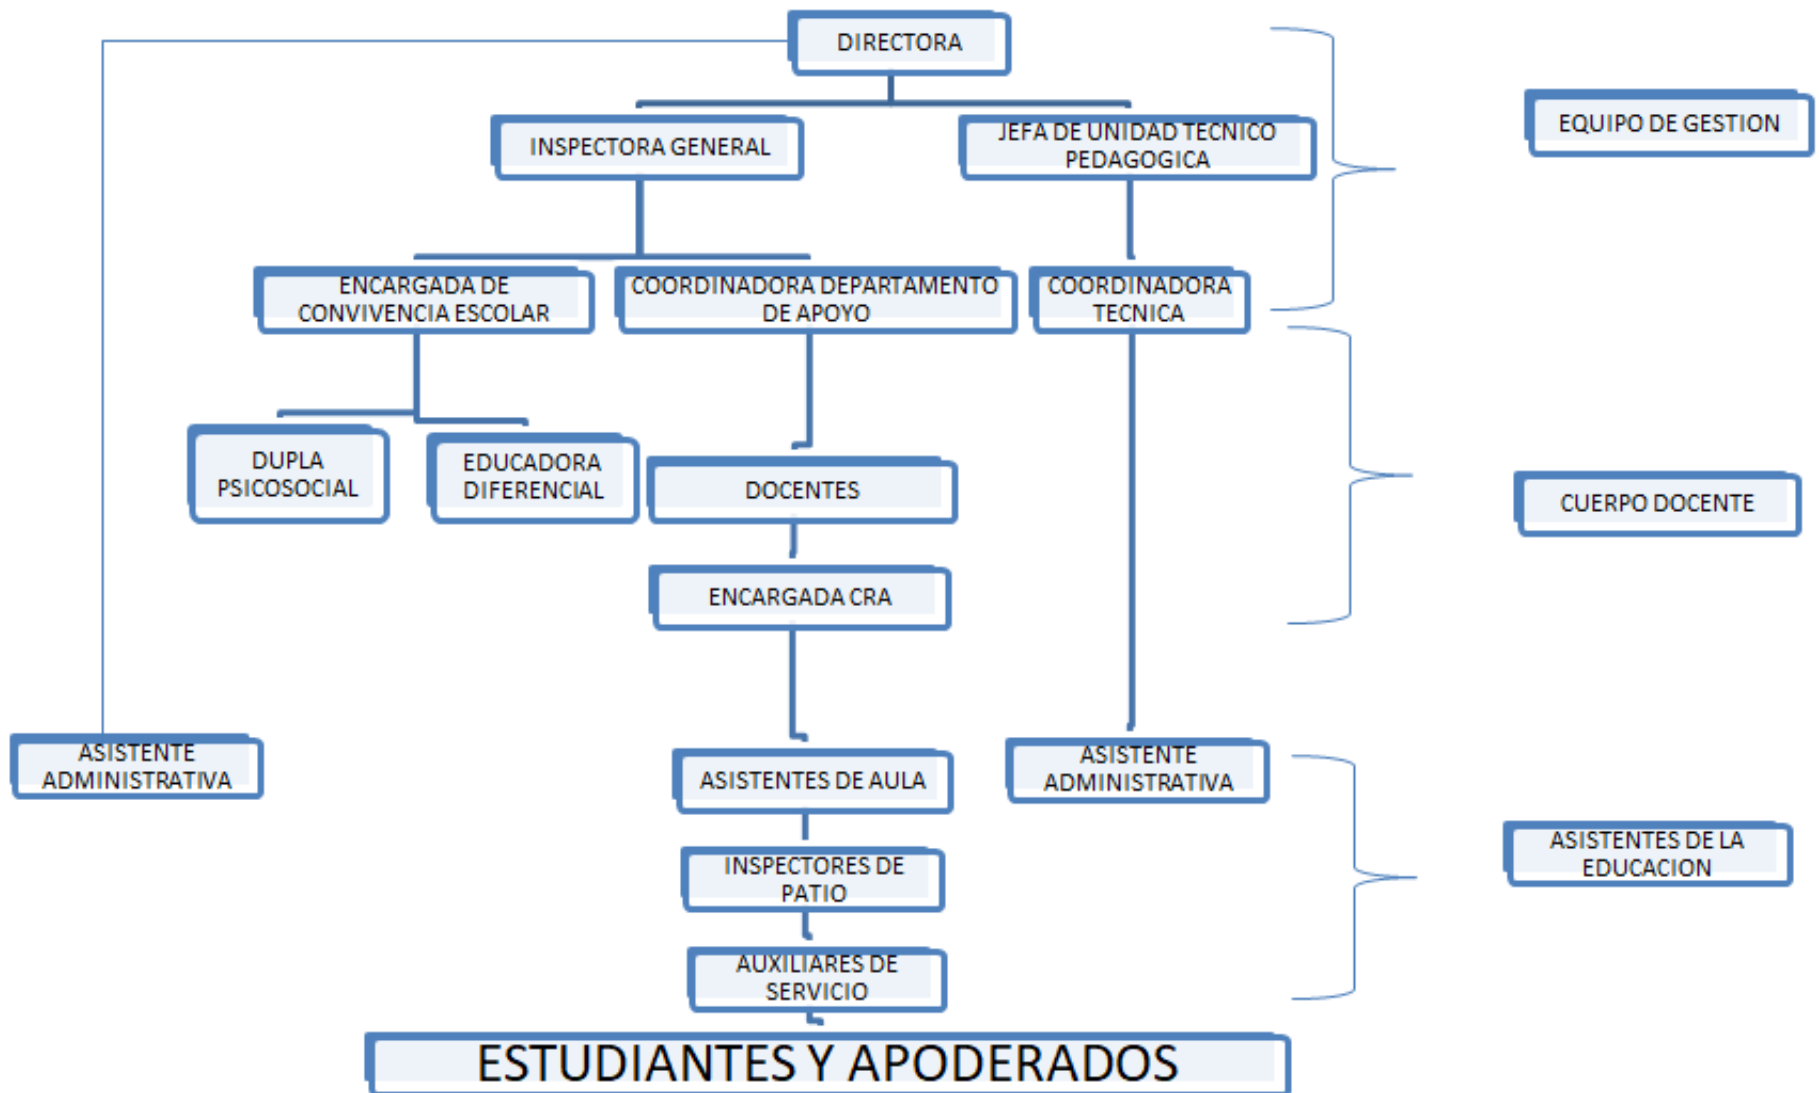 DIRECTORA
INSPECTORA GENERAL
JEFA DE UNIDAD TECNICO
PEDAGOGICA
EQUIPO DE GESTION
ENCARGADA DE
CONVIVENCIA ESCOLAR
COORDINADORA DEPARTAMENTO
DE APOYO
COORDINADORA
TECNICA
DUPLA
PSICOSOCIAL
EDUCADORA
DIFERENCIAL
DOCENTES
CUERPO DOCENTE
ENCARGADA CRA
ASISTENTE
ADMINISTRATIVA
ASISTENTES DE AULA
ASISTENTE
ADMINISTRATIVA
ASISTENTES DE LA
EDUCACION
INSPECTORES DE
PATIO
AUXILIARES DE
SERVICIO
ESTUDIANTES Y APODERADOS